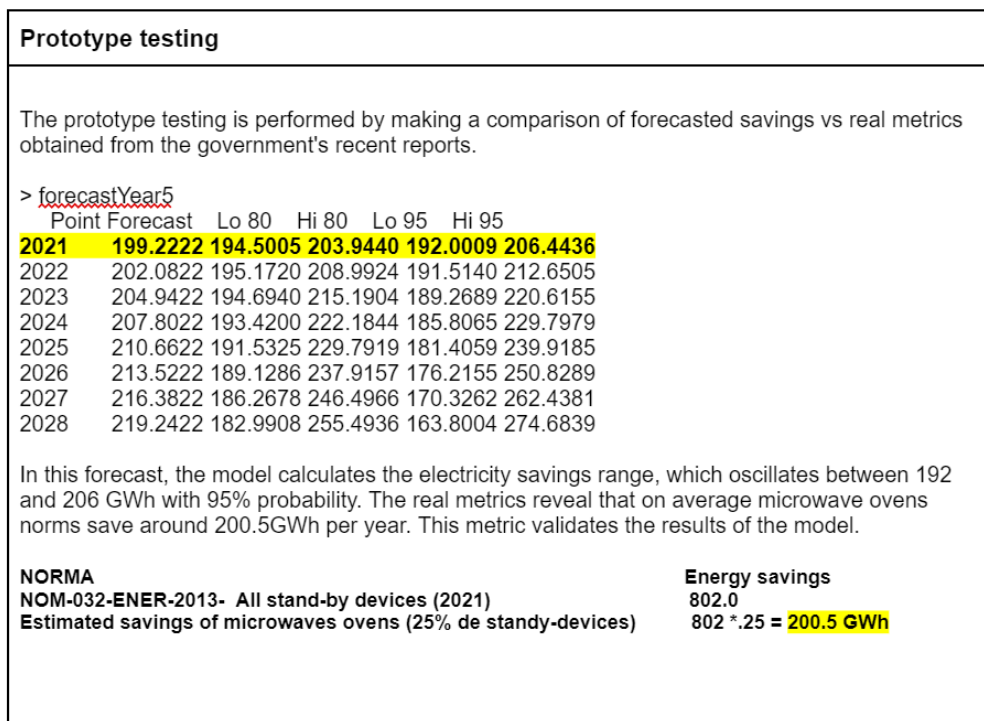 Prototype testing
The prototype testing is performed by making a comparison of forecasted savings vs real metrics
obtained from the government's recent reports.
> forecastYear5
Point Forecast Lo 80 Hi 80 Lo 95 Hi 95
2021 199.2222 194.5005 203.9440 192.0009 206.4436
2022 202.0822 195.1720 208.9924 191.5140 212.6505
2023 204.9422 194.6940 215.1904 189.2689 220.6155
2024 207.8022 193.4200 222.1844 185.8065 229.7979
2025 210.6622 191.5325 229.7919 181.4059 239.9185
2026 213.5222 189.1286 237.9157 176.2155 250.8289
2027 216.3822 186.2678 246.4966 170.3262 262.4381
2028 219.2422 182.9908 255.4936 163.8004 274.6839
In this forecast, the model calculates the electricity savings range, which oscillates between 192
and 206 GWh with 95% probability. The real metrics reveal that on average microwave ovens
norms save around 200.5GWh per year. This metric validates the results of the model.
NORMA Energy savings
NOM-032-ENER-2013- All stand-by devices (2021) 802.0
Estimated savings of microwaves ovens (25% de standy-devices) 802 *.25 = 200.5 GWh